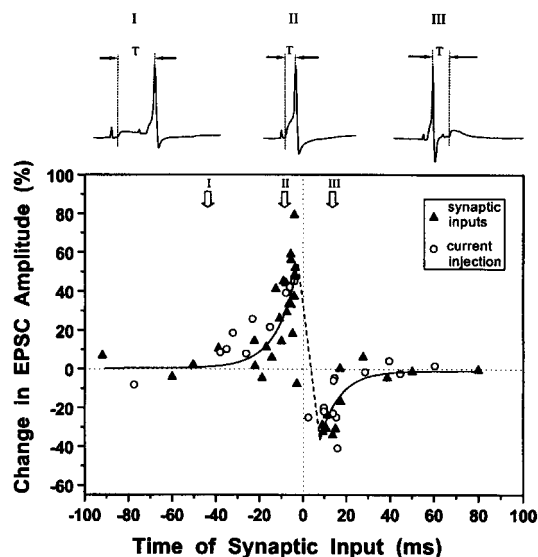 I II III
T T T
Change in EPSC Amplitude (%)
100
80
60
40
20
0
-20
-40
-60
I II III
synaptic inputs
current injection
-100 -80 -60 -40 -20 0 20 40 60 80 100
Time of Synaptic Input (ms)